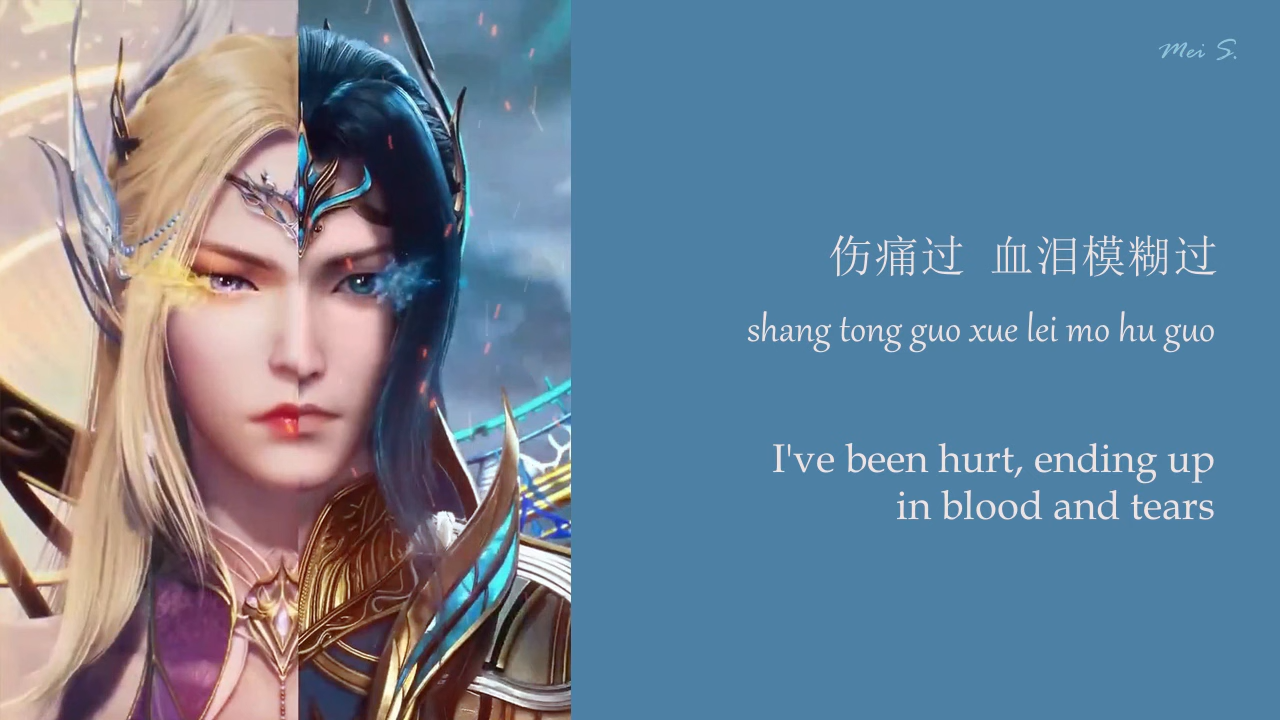 Mei S.
伤痛过 血泪模糊过
shang tong guo xue lei mo hu guo
I've been hurt, ending up
in blood and tears